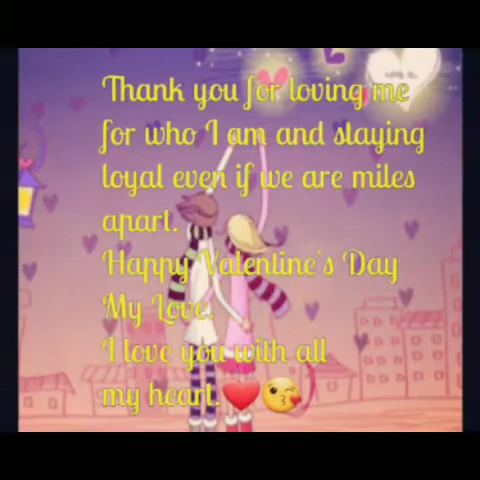 Thank you for loving me
for who I am and staying
loyal even if we are miles
apart.
Happy Valentine's Day
My Love.
I love you with all
my heart.❤️😘